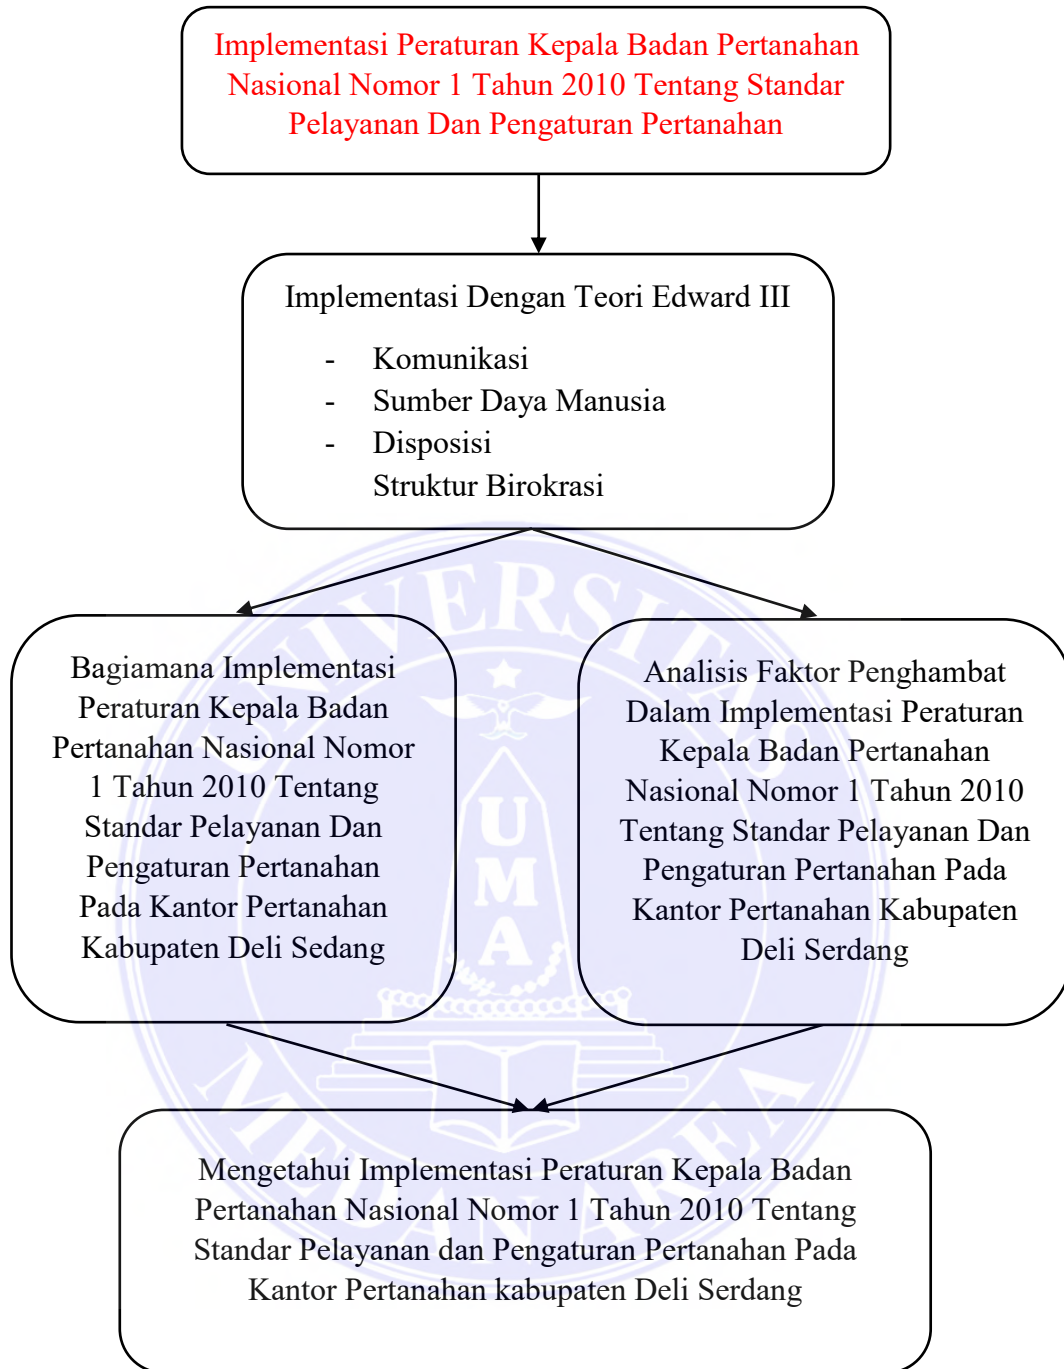 Implementasi Peraturan Kepala Badan Pertanahan
Nasional Nomor 1 Tahun 2010 Tentang Standar
Pelayanan Dan Pengaturan Pertanahan
Implementasi Dengan Teori Edward III
- Komunikasi
- Sumber Daya Manusia
- Disposisi
Struktur Birokrasi
Bagiamana Implementasi
Peraturan Kepala Badan
Pertanahan Nasional Nomor
1 Tahun 2010 Tentang
Standar Pelayanan Dan
Pengaturan Pertanahan
Pada Kantor Pertanahan
Kabupaten Deli Sedang
Analisis Faktor Penghambat
Dalam Implementasi Peraturan
Kepala Badan Pertanahan
Nasional Nomor 1 Tahun 2010
Tentang Standar Pelayanan Dan
Pengaturan Pertanahan Pada
Kantor Pertanahan Kabupaten
Deli Serdang
Mengetahui Implementasi Peraturan Kepala Badan
Pertanahan Nasional Nomor 1 Tahun 2010 Tentang
Standar Pelayanan dan Pengaturan Pertanahan Pada
Kantor Pertanahan kabupaten Deli Serdang
UNIVERSITAS
UMA
MEDAN AREA